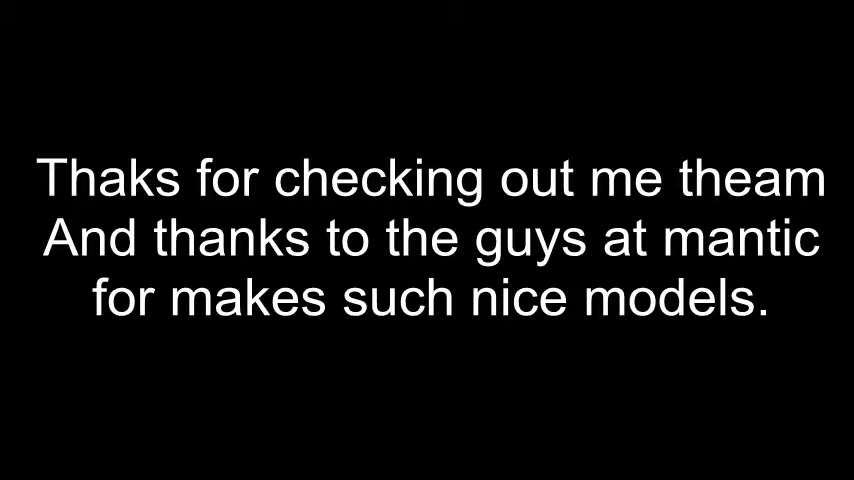 Thaks for checking out me theam
And thanks to the guys at mantic
for makes such nice models.